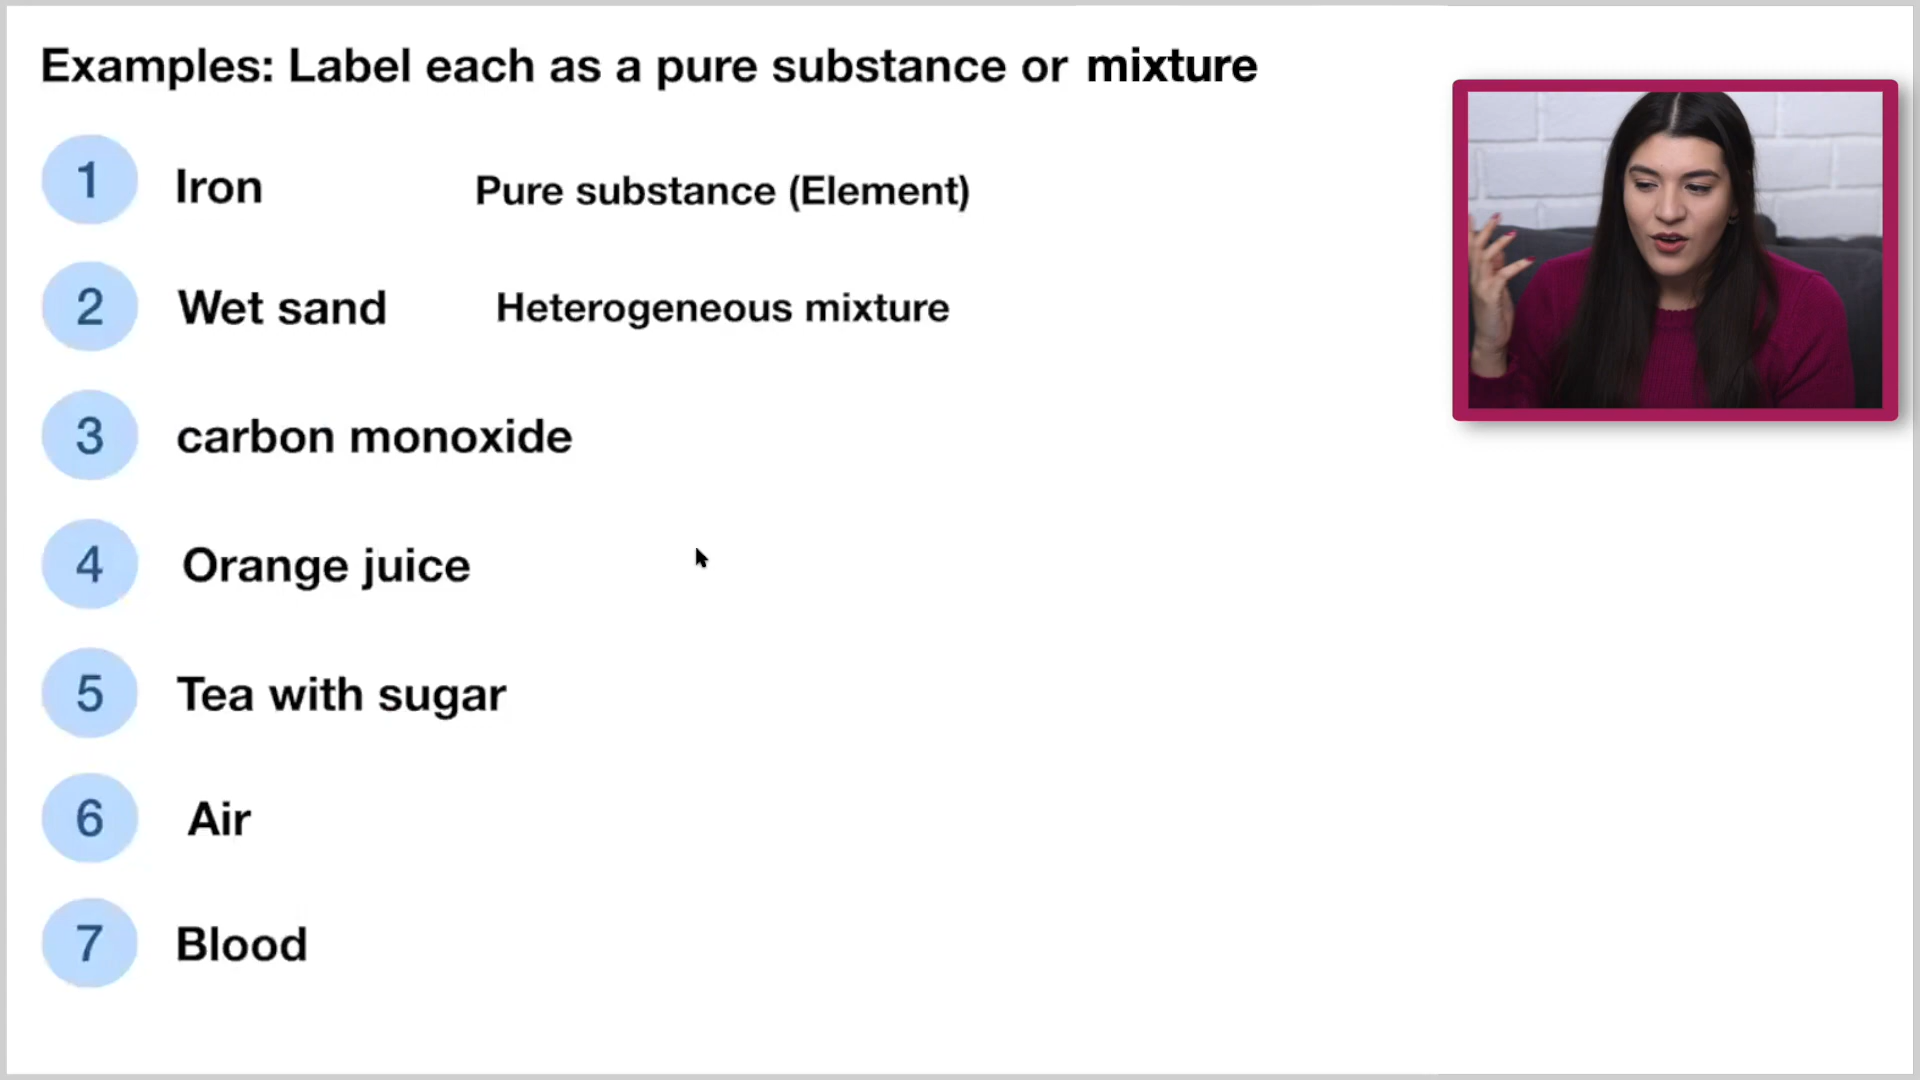 Examples: Label each as a pure substance or mixture
1 Iron Pure substance (Element)
2 Wet sand Heterogeneous mixture
3 carbon monoxide
4 Orange juice
5 Tea with sugar
6 Air
7 Blood